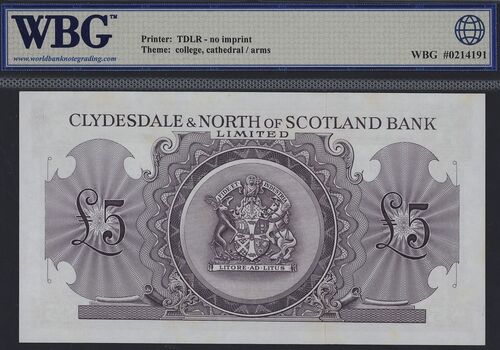 WBG™
www.worldbanknotegrading.com
Printer: TDLR - no imprint
Theme: college, cathedral / arms
WBG #0214191
CLYDESDALE & NORTH OF SCOTLAND BANK
LIMITED
£5
£5
LITORE·AD·LITUS